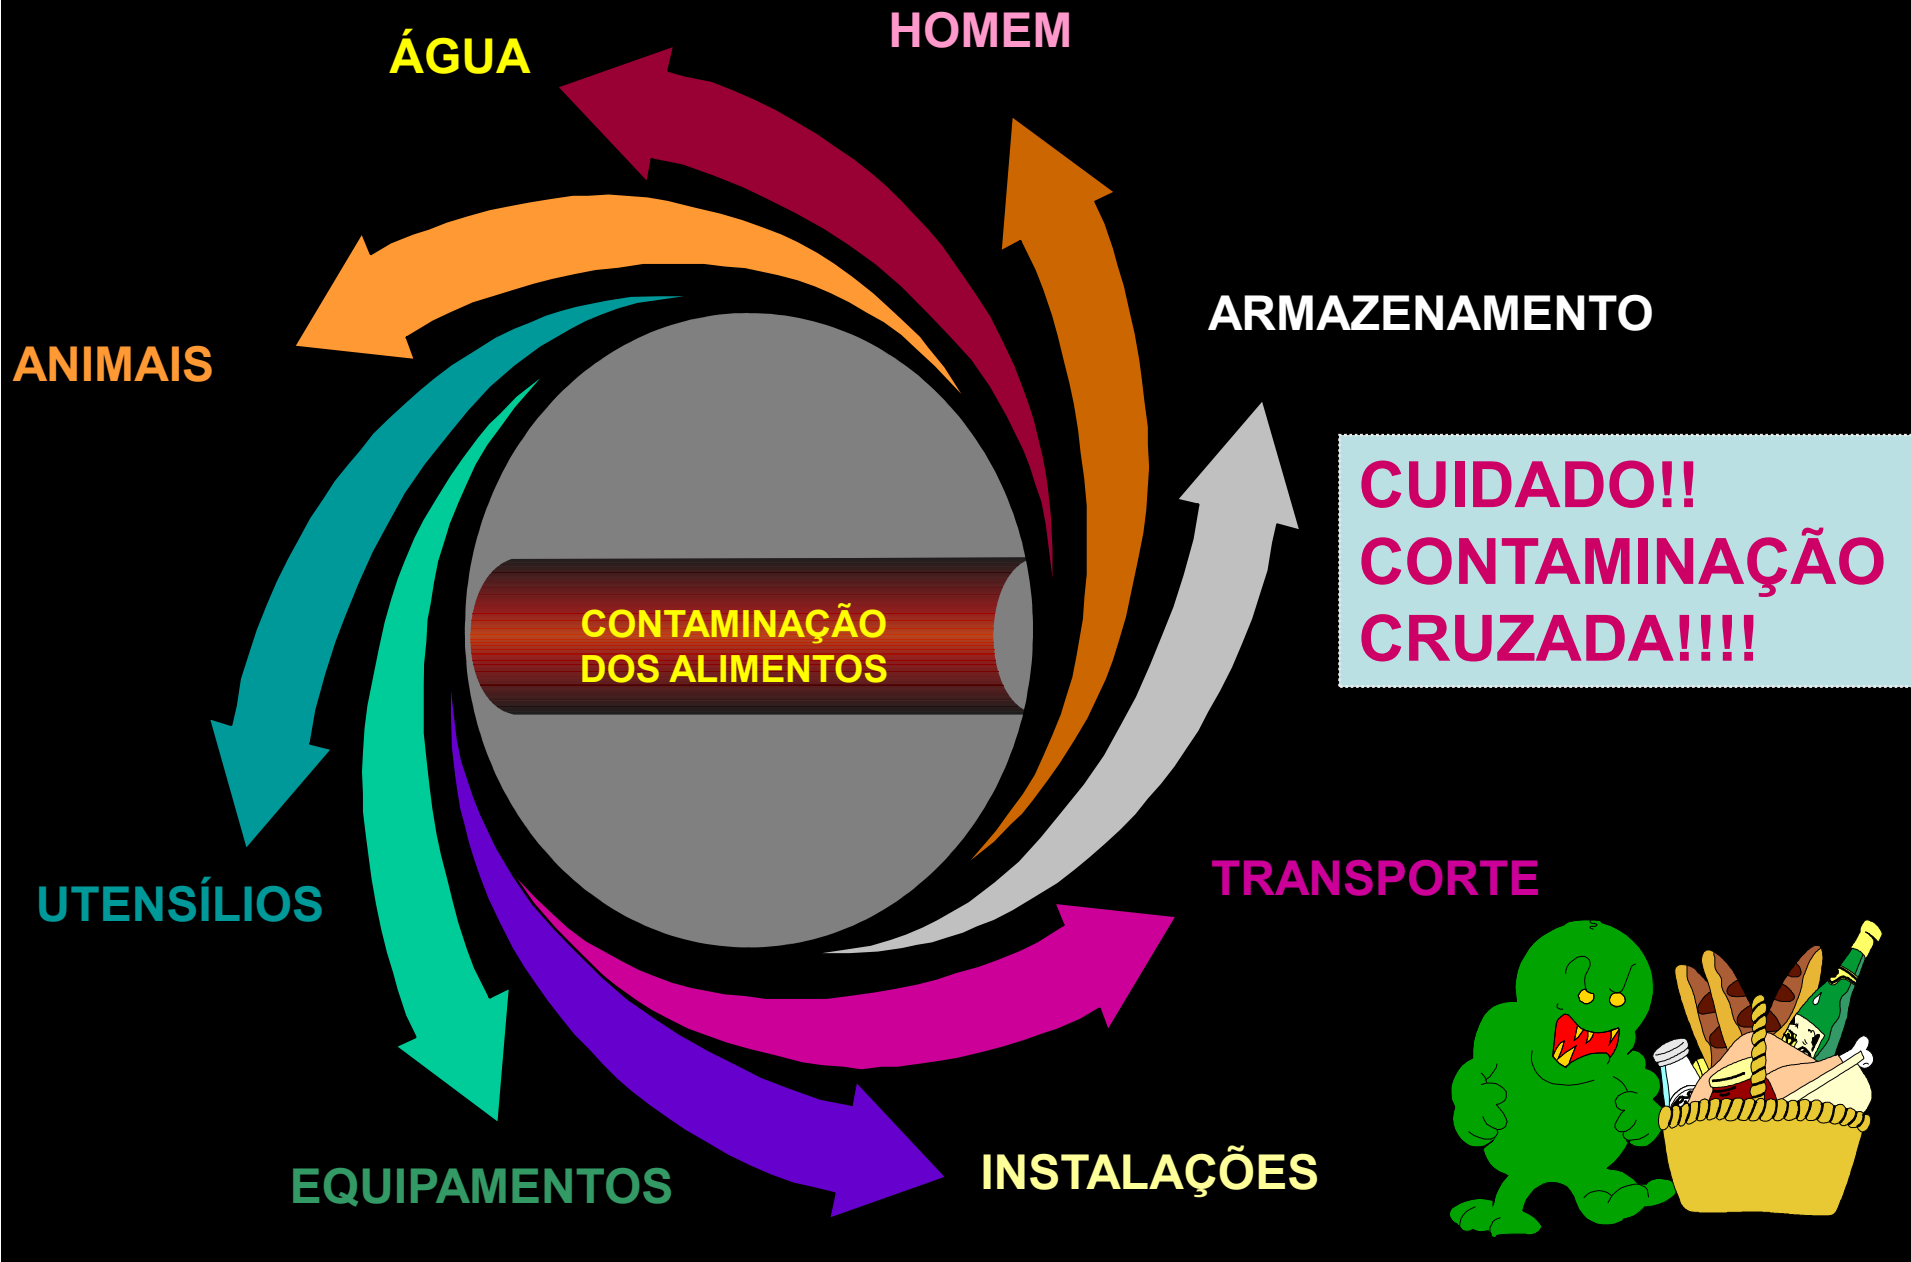 HOMEM
ÁGUA
ARMAZENAMENTO
ANIMAIS
CUIDADO!!
CONTAMINAÇÃO
CRUZADA!!!!
CONTAMINAÇÃO
DOS ALIMENTOS
TRANSPORTE
UTENSÍLIOS
INSTALAÇÕES
EQUIPAMENTOS